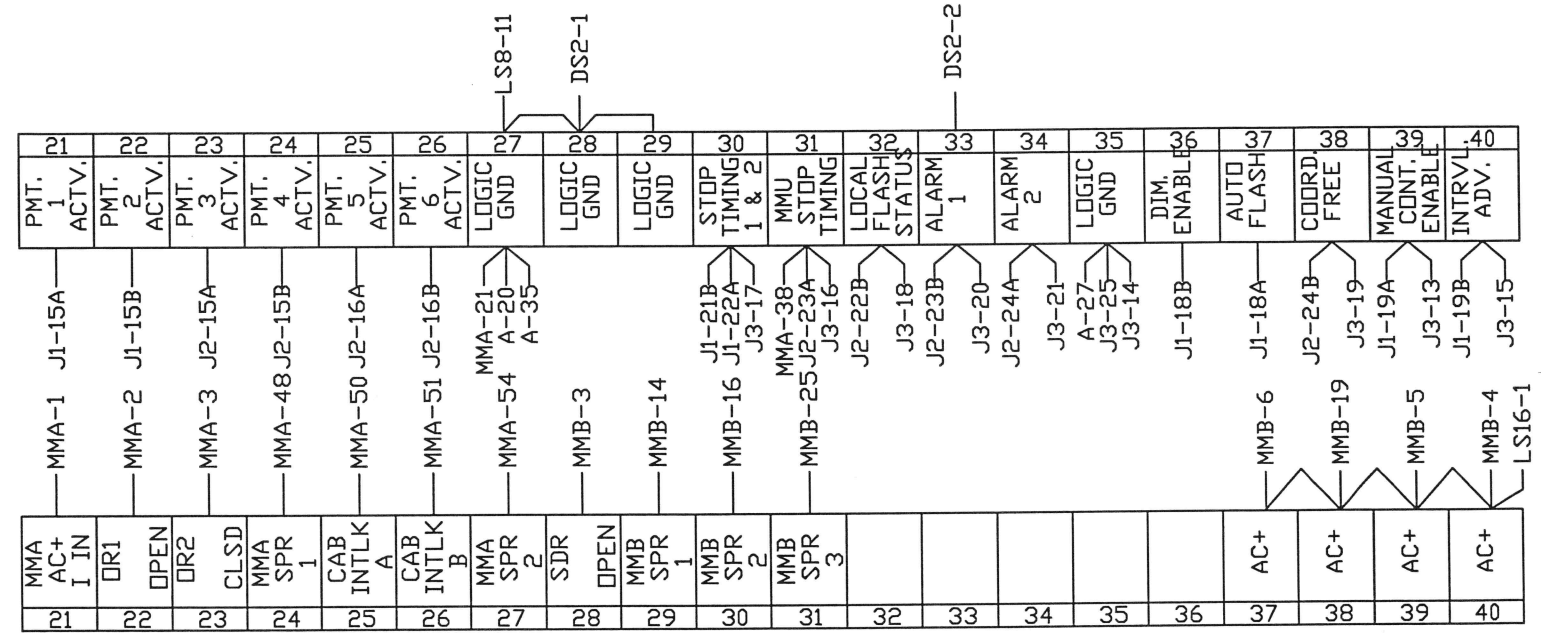 LS8-11
DS2-1
DS2-2
21 22 23 24 25 26 27 28 29 30 31 32 33 34 35 36 37 38 39 40
PMT. 1 ACTV.
PMT. 2 ACTV.
PMT. 3 ACTV.
PMT. 4 ACTV.
PMT. 5 ACTV.
PMT. 6 ACTV.
LOGIC GND
LOGIC GND
LOGIC GND
STOP TIMING 1 & 2
MMU STOP TIMING
LOCAL FLASH STATUS
ALARM 1
ALARM 2
LOGIC GND
DIM. ENABLE
AUTO FLASH
COORD. FREE
MANUAL CONT. ENABLE
INTRVL. ADV.
J1-15A
J1-15B
J2-15A
J2-15B
J2-16A
J2-16B
MMA-21
A-20
A-35
J1-21B
J1-22A
J3-17
MMA-38
J2-23A
J3-16
J2-22B
J3-18
J2-23B
J3-20
J2-24A
J3-21
A-27
J3-25
J3-14
J1-18B
J1-18A
J2-24B
J3-19
J1-19A
J3-13
J1-19B
J3-15
MMA-1
MMA-2
MMA-3
MMA-48
MMA-50
MMA-51
MMA-54
MMB-3
MMB-14
MMB-16
MMB-25
MMB-6
MMB-19
MMB-5
MMB-4
LS16-1
MMA AC+ I IN
OR1 OPEN
OR2 CLSD
MMA SPR 1
CAB INTLK A
CAB INTLK B
MMA SPR 2
SDR OPEN
MMB SPR 1
MMB SPR 2
MMB SPR 3
AC+
AC+
AC+
AC+
21 22 23 24 25 26 27 28 29 30 31 32 33 34 35 36 37 38 39 40